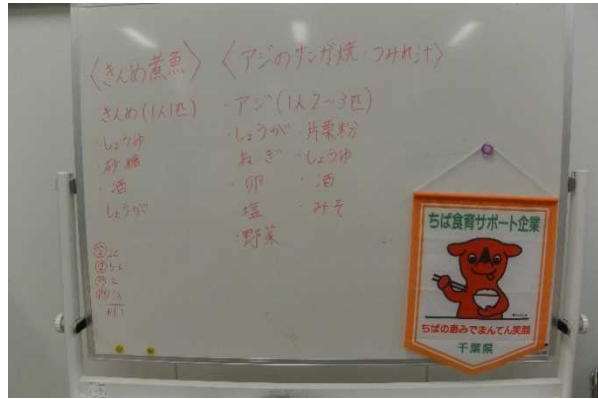 〈きんめ煮魚〉
〈アジのサンガ焼・つみれ汁〉
きんめ(1人1匹)
・しょうゆ
・砂糖
・酒
しょうが
・アジ(1人2〜3匹)
・しょうが
ねぎ
・卵
塩
・野菜
・片栗粉
・しょうゆ
・酒
・みそ
ちば食育サポート企業
ちばの恵みでまんてん笑顔
千葉県